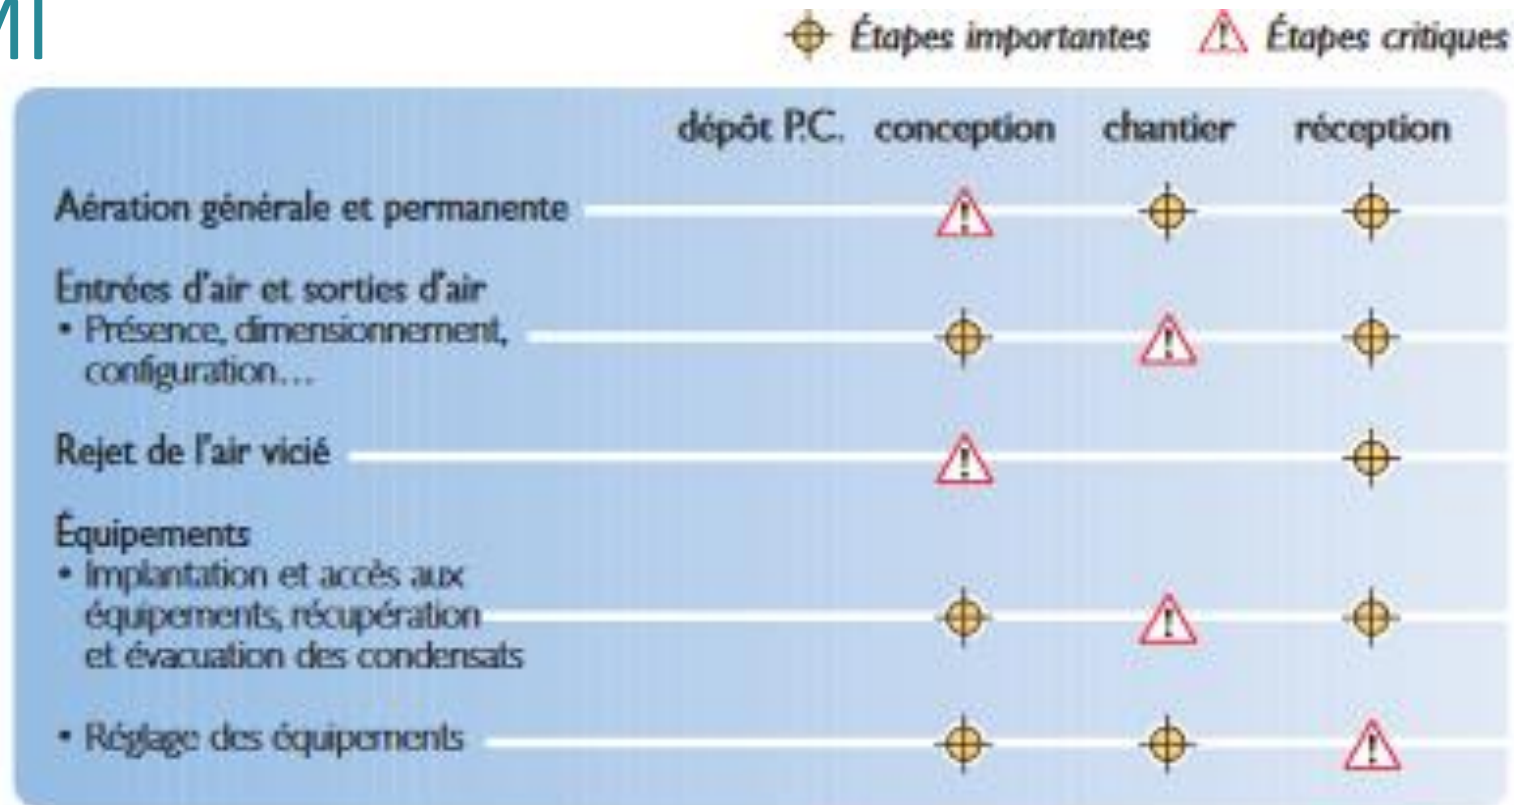 MI
Étapes importantes Étapes critiques
dépôt P.C. conception chantier réception
Aération générale et permanente
Entrées d'air et sorties d'air
• Présence, dimensionnement,
configuration...
Rejet de l'air vicié
Équipements
• Implantation et accès aux
équipements, récupération
et évacuation des condensats
• Réglage des équipements